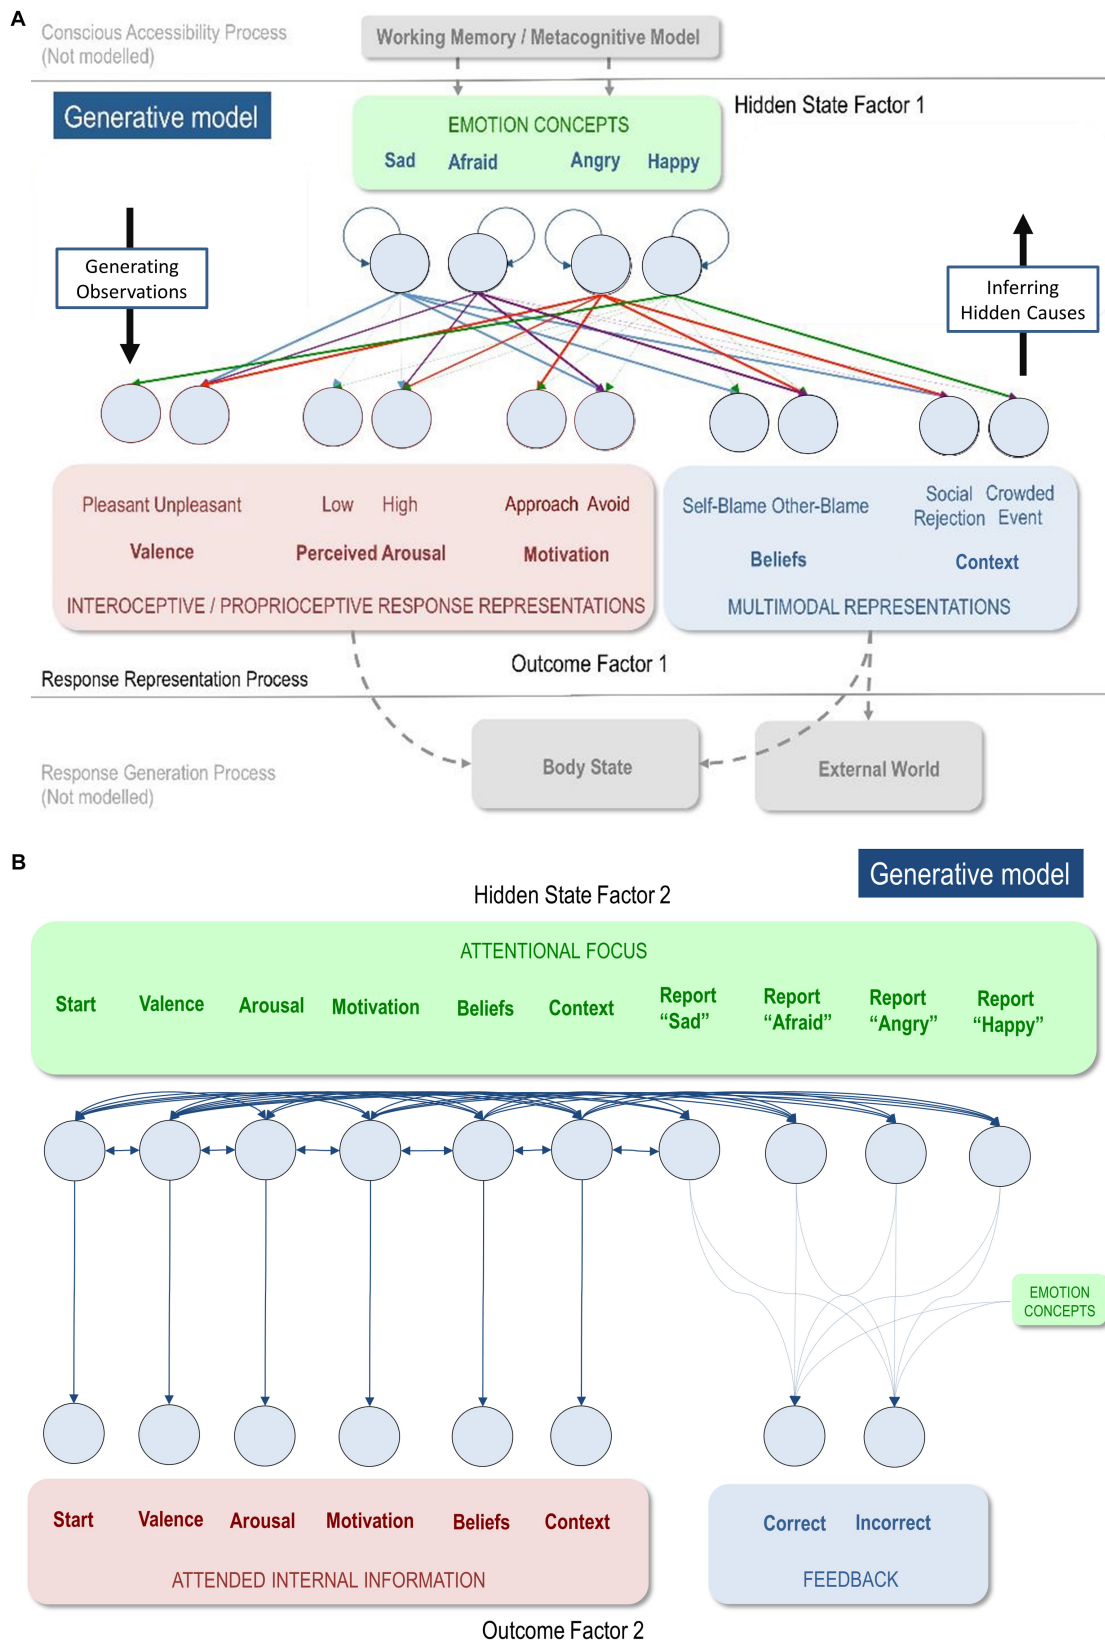 A
Conscious Accessibility Process
(Not modelled)
Working Memory / Metacognitive Model
Generative model
Hidden State Factor 1
EMOTION CONCEPTS
Sad Afraid Angry Happy
Generating
Observations
Inferring
Hidden Causes
Pleasant Unpleasant
Low High
Approach Avoid
Valence
Perceived Arousal
Motivation
INTEROCEPTIVE / PROPRIOCEPTIVE RESPONSE REPRESENTATIONS
Self-Blame Other-Blame
Social Crowded
Rejection Event
Beliefs
Context
MULTIMODAL REPRESENTATIONS
Outcome Factor 1
Response Representation Process
Response Generation Process
(Not modelled)
Body State
External World
B
Generative model
Hidden State Factor 2
ATTENTIONAL FOCUS
Start Valence Arousal Motivation Beliefs Context
Report
"Sad"
Report
"Afraid"
Report
"Angry"
Report
"Happy"
EMOTION
CONCEPTS
Start Valence Arousal Motivation Beliefs Context
ATTENDED INTERNAL INFORMATION
Correct Incorrect
FEEDBACK
Outcome Factor 2